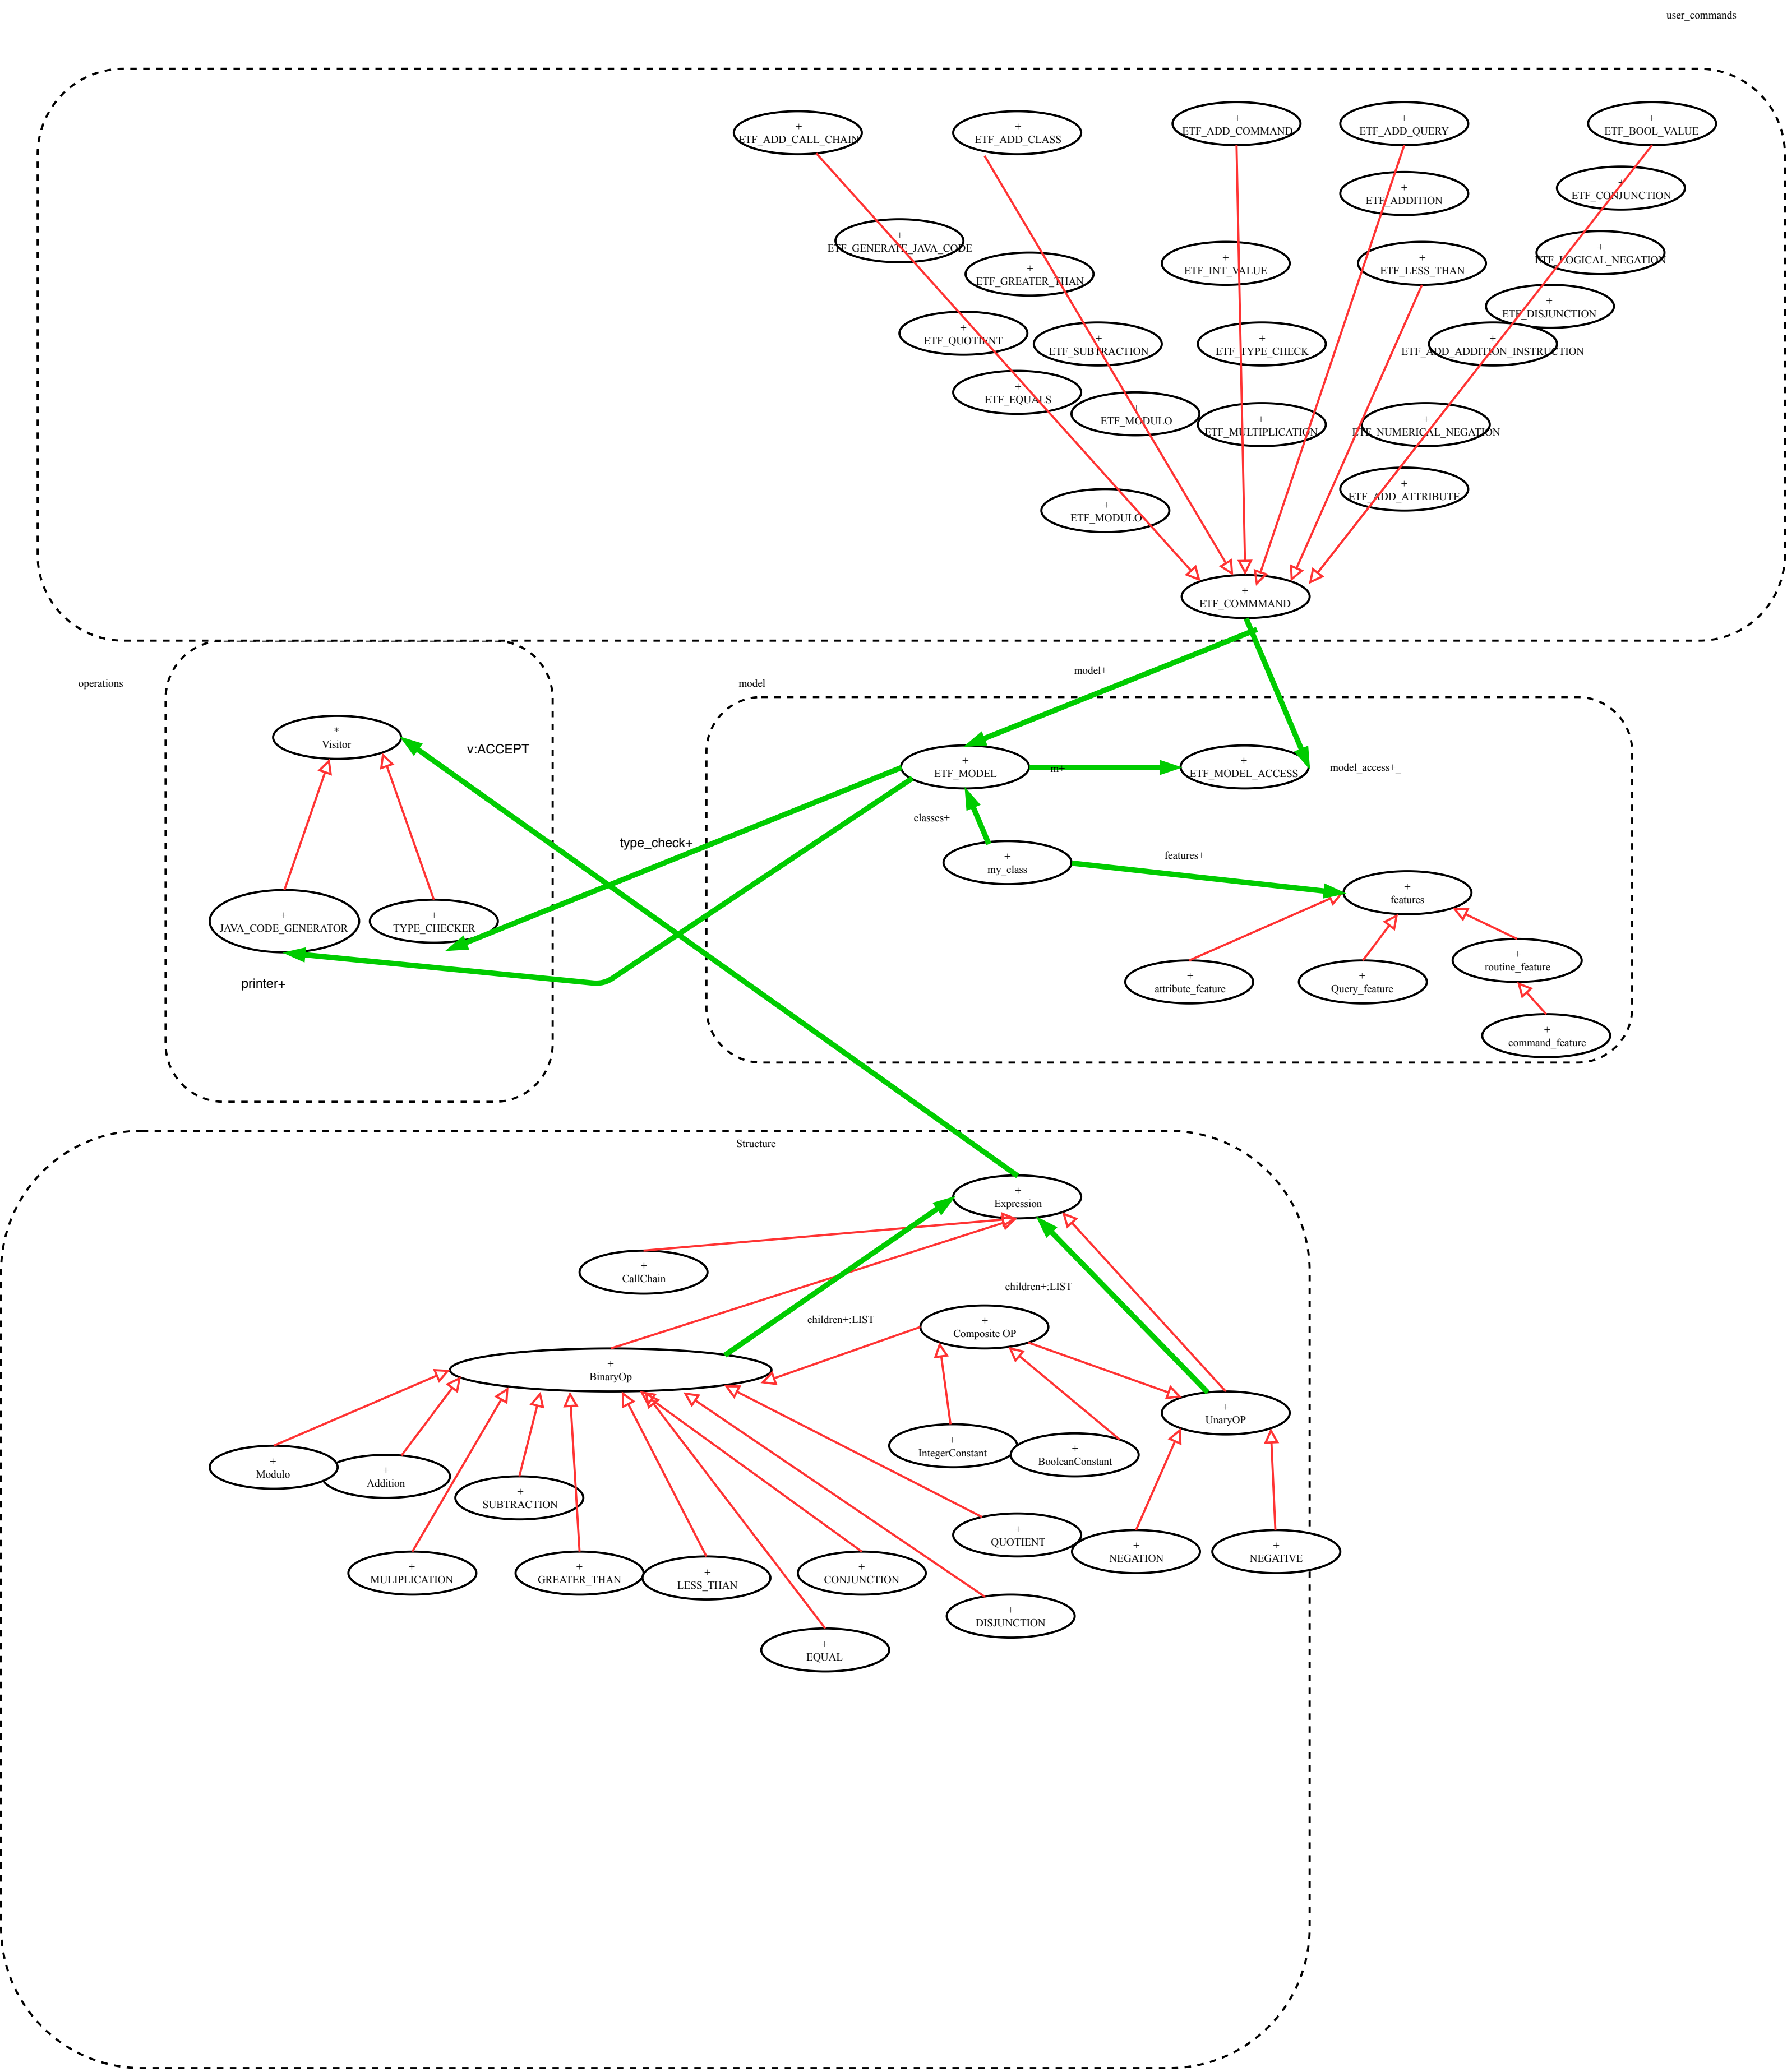 user_commands
+
ETF_ADD_CALL_CHAIN
+
ETF_ADD_CLASS
+
ETF_ADD_COMMAND
+
ETF_ADD_QUERY
+
ETF_BOOL_VALUE
+
ETF_CONJUNCTION
+
ETF_ADDITION
+
ETF_GENERATE_JAVA_CODE
+
ETF_GREATER_THAN
+
ETF_INT_VALUE
+
ETF_LESS_THAN
+
ETF_LOGICAL_NEGATION
+
ETF_DISJUNCTION
+
ETF_QUOTIENT
+
ETF_SUBTRACTION
+
ETF_TYPE_CHECK
+
ETF_ADD_ADDITION_INSTRUCTION
+
ETF_EQUALS
+
ETF_MODULO
+
ETF_MULTIPLICATION
+
ETF_NUMERICAL_NEGATION
+
ETF_ADD_ATTRIBUTE
+
ETF_MODULO
+
ETF_COMMMAND
operations
model
model+
*
Visitor
v:ACCEPT
+
ETF_MODEL
m+
+
ETF_MODEL_ACCESS
model_access+_
classes+
type_check+
+
my_class
features+
+
features
+
JAVA_CODE_GENERATOR
+
TYPE_CHECKER
printer+
+
attribute_feature
+
Query_feature
+
routine_feature
+
command_feature
Structure
+
Expression
+
CallChain
children+:LIST
children+:LIST
+
Composite OP
+
BinaryOp
+
UnaryOP
+
IntegerConstant
+
BooleanConstant
+
Modulo
+
Addition
+
SUBTRACTION
+
QUOTIENT
+
NEGATION
+
NEGATIVE
+
MULIPLICATION
+
GREATER_THAN
+
LESS_THAN
+
CONJUNCTION
+
DISJUNCTION
+
EQUAL